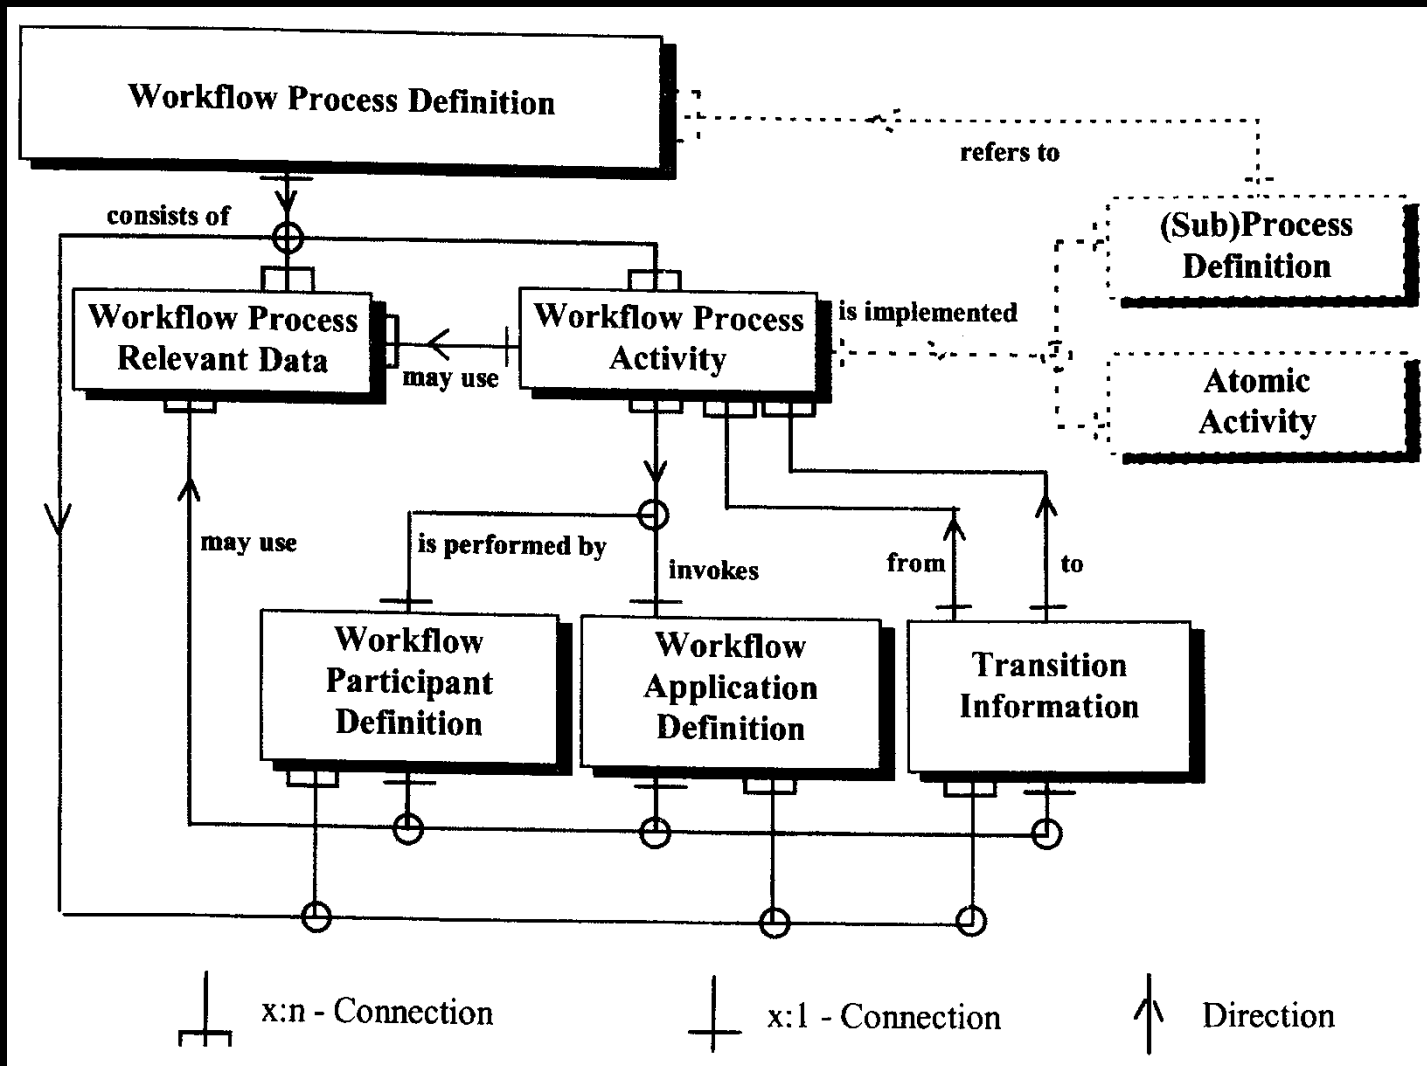 Workflow Process Definition
refers to
consists of
(Sub)Process
Definition
Workflow Process
Relevant Data
may use
Workflow Process
Activity
is implemented
Atomic
Activity
may use
is performed by
invokes
from
to
Workflow
Participant
Definition
Workflow
Application
Definition
Transition
Information
x:n - Connection
x:1 - Connection
Direction